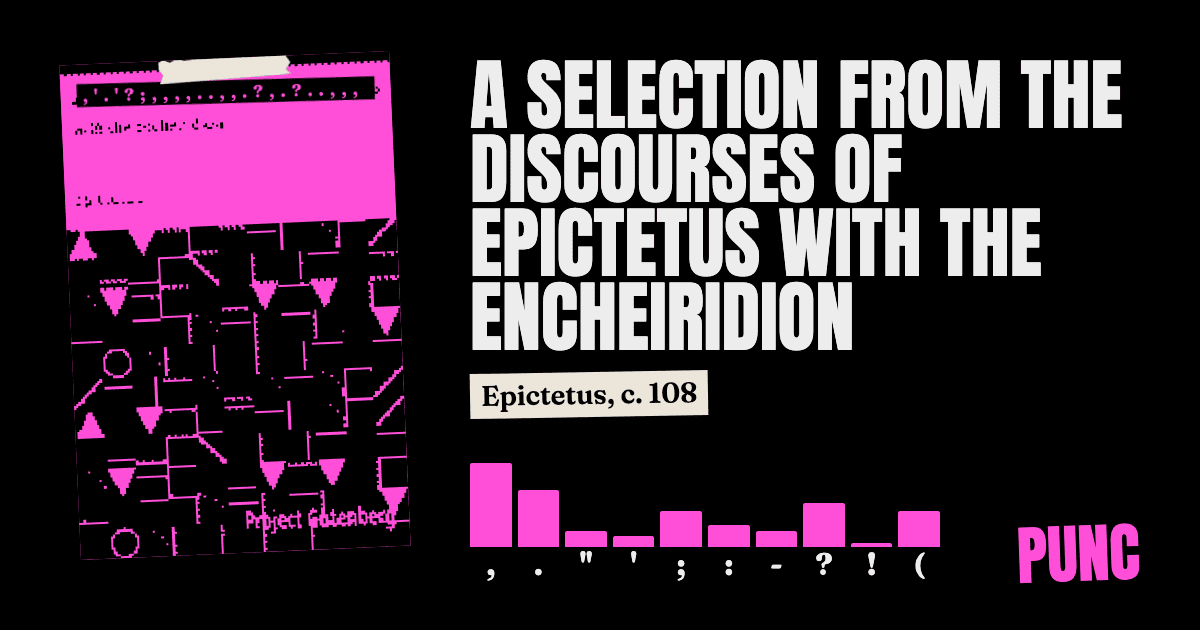 ,'.'?;,,,,..,,.?,.?..,,,
A SELECTION FROM THE
DISCOURSES OF
EPICTETUS WITH THE
ENCHEIRIDION
Epictetus, c. 108
, . " ' ; : - ? ! (
Project Gutenberg
PUNC